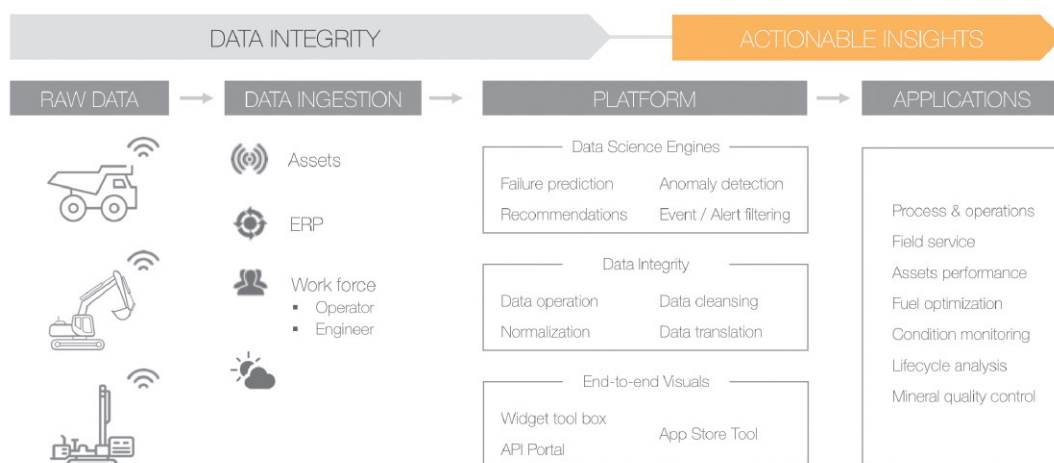 DATA INTEGRITY
ACTIONABLE INSIGHTS
RAW DATA
DATA INGESTION
PLATFORM
APPLICATIONS
Assets
ERP
Work force
▪ Operator
▪ Engineer
Data Science Engines
Failure prediction
Anomaly detection
Recommendations
Event / Alert filtering
Data Integrity
Data operation
Data cleansing
Normalization
Data translation
End-to-end Visuals
Widget tool box
API Portal
App Store Tool
Process & operations
Field service
Assets performance
Fuel optimization
Condition monitoring
Lifecycle analysis
Mineral quality control